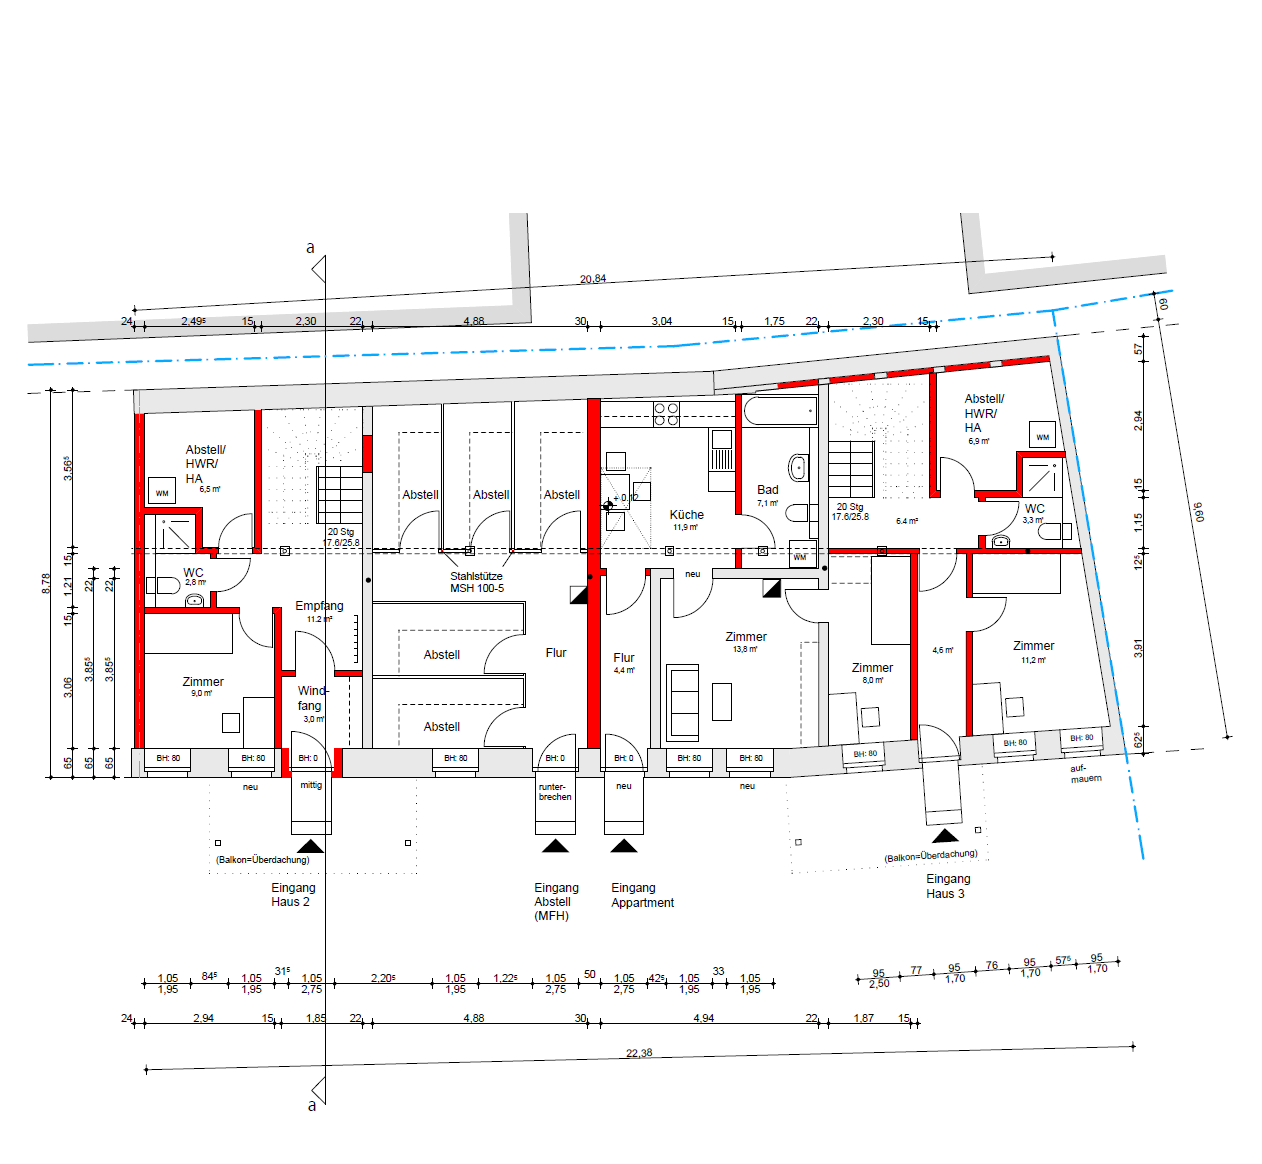 a
20,84
60
24 2,49⁵ 15 2,30 22 4,88 30 3,04 15 1,75 22 2,30 15
57
2,94
15
1,15
12⁵
3,91
62⁵
9,60
8,78
3,56⁵
15
1,21
15
3,06
65
22
3,85⁵
65
22
3,85⁵
65
Abstell/
HWR/
HA
6,5 m²
WM
20 Stg
17.6/25.8
WC
2,8 m²
Empfang
11.2 m²
Zimmer
9,0 m²
Wind-
fang
3,0 m²
Abstell
Abstell
Abstell
Stahlstütze
MSH 100-5
Abstell
Abstell
Flur
+ 0.12
Küche
11,9 m²
Bad
7,1 m²
WM
neu
Flur
4,4 m²
Zimmer
13,8 m²
20 Stg
17.6/25.8
6.4 m²
Abstell/
HWR/
HA
6,9 m²
WM
WC
3,3 m²
Zimmer
8,0 m²
4,6 m²
Zimmer
11,2 m²
BH: 80
BH: 80
BH: 0
BH: 80
BH: 0
BH: 0
BH: 80
BH: 80
BH: 80
BH: 80
BH: 80
neu
mittig
runter-
brechen
neu
neu
auf-
mauern
(Balkon=Überdachung)
(Balkon=Überdachung)
Eingang
Haus 2
Eingang
Abstell
(MFH)
Eingang
Appartment
Eingang
Haus 3
1,05 84⁵ 1,05 31⁵ 1,05 2,20⁵ 1,05 1,22⁵ 1,05 50 1,05 42⁵ 1,05 33 1,05
1,95 1,95 2,75 1,95 2,75 2,75 1,95 1,95
95 77 95 76 95 57⁵ 95
2,50 1,70 1,70 1,70
24 2,94 15 1,85 22 4,88 30 4,94 22 1,87 15
22,38
a